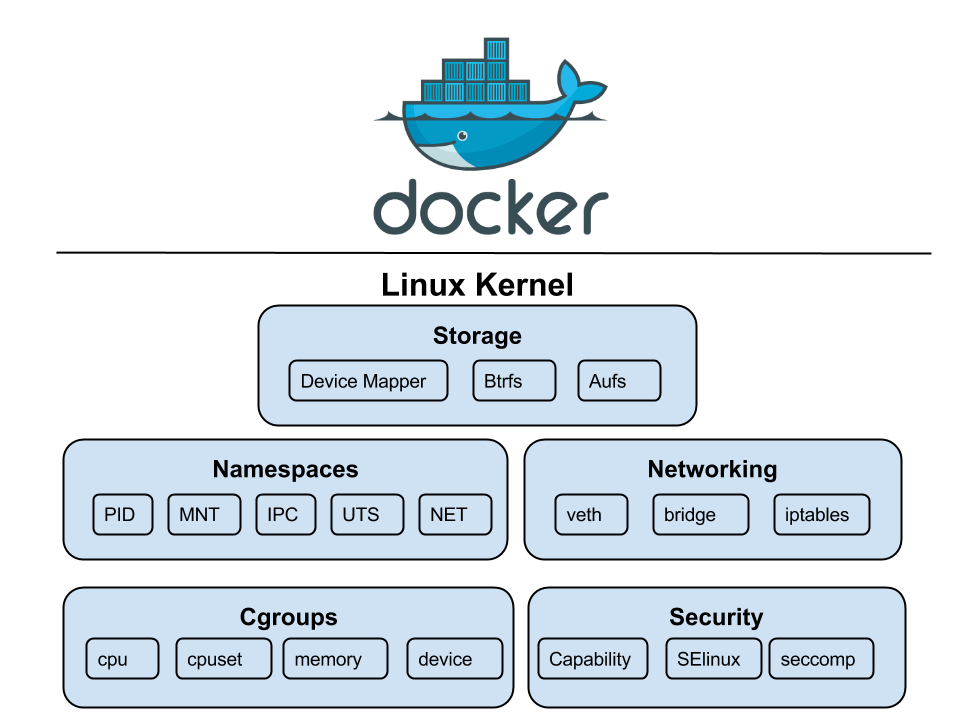 docker
Linux Kernel
Storage
Device Mapper Btrfs Aufs
Namespaces
PID MNT IPC UTS NET
Networking
veth bridge iptables
Cgroups
cpu cpuset memory device
Security
Capability SElinux seccomp